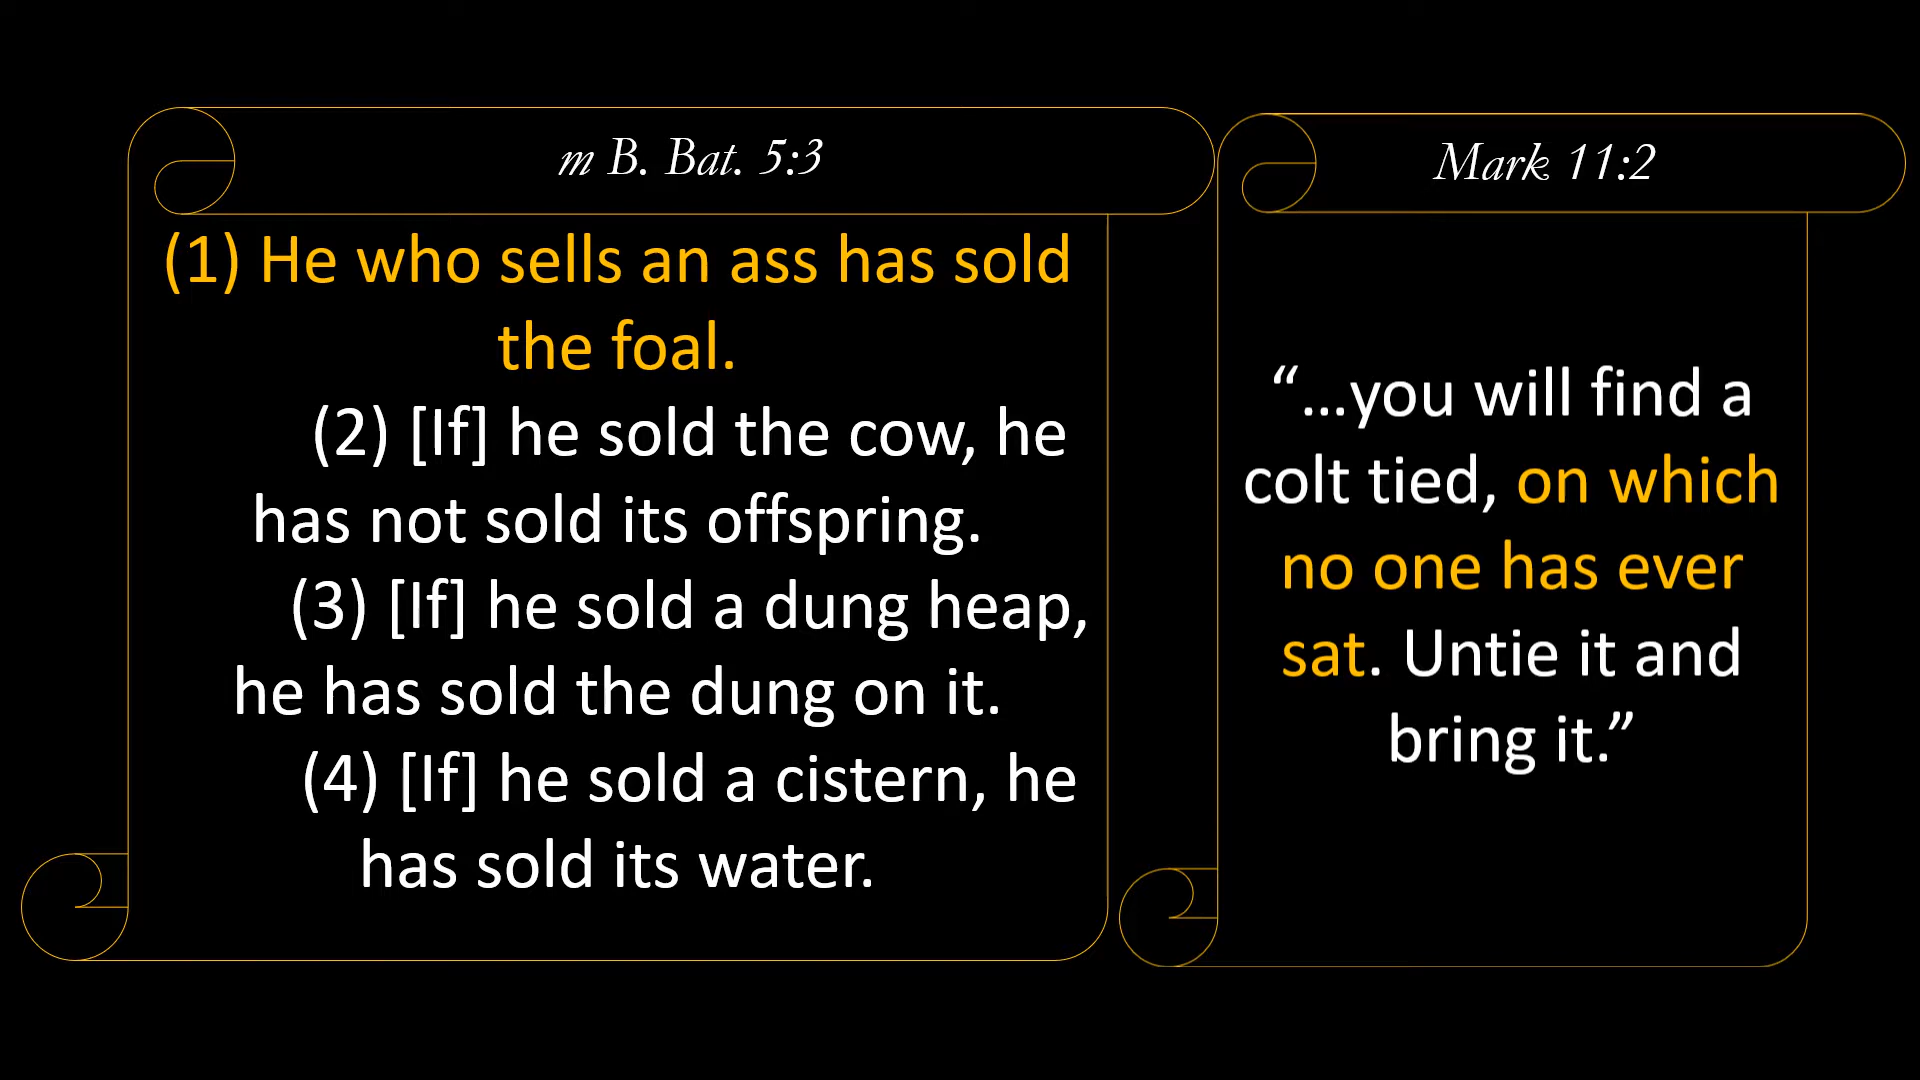 m B. Bat. 5:3
(1) He who sells an ass has sold
the foal.
(2) [If] he sold the cow, he
has not sold its offspring.
(3) [If] he sold a dung heap,
he has sold the dung on it.
(4) [If] he sold a cistern, he
has sold its water.
Mark 11:2
“…you will find a
colt tied, on which
no one has ever
sat. Untie it and
bring it.”